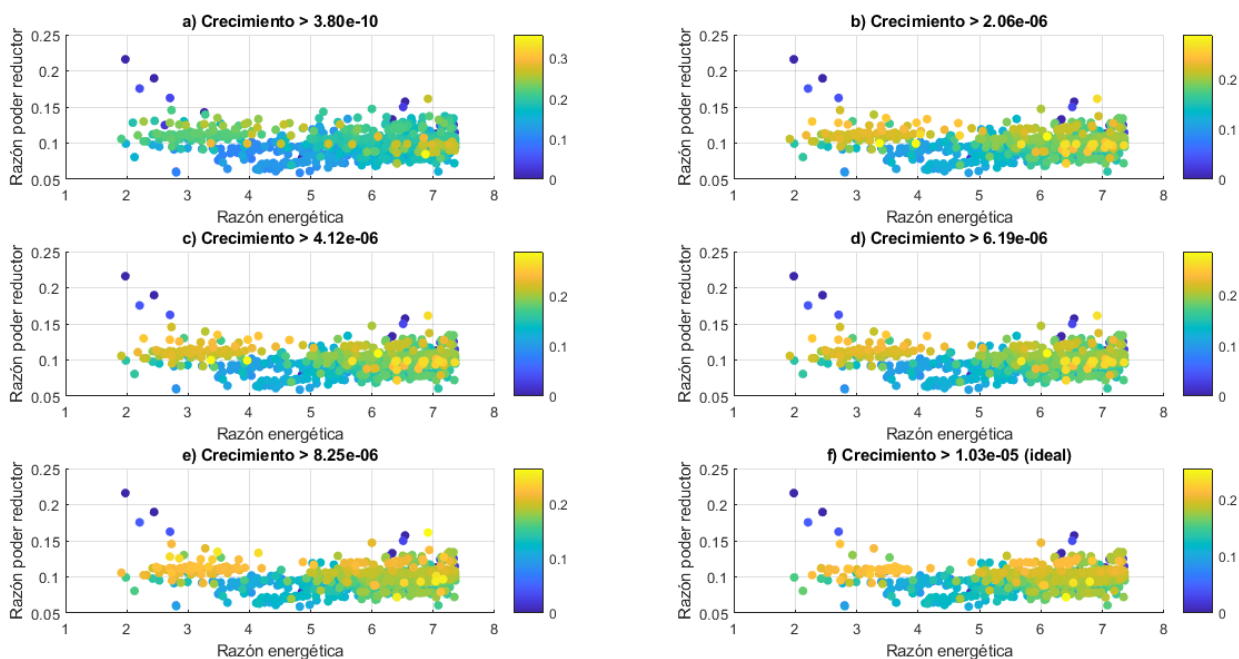 a) Crecimiento > 3.80e-10
0.25
0.2
0.15
0.1
0.05
Razón poder reductor
1 2 3 4 5 6 7 8
Razón energética
0.3
0.2
0.1
0
b) Crecimiento > 2.06e-06
0.25
0.2
0.15
0.1
0.05
Razón poder reductor
1 2 3 4 5 6 7 8
Razón energética
0.2
0.1
0
c) Crecimiento > 4.12e-06
0.25
0.2
0.15
0.1
0.05
Razón poder reductor
1 2 3 4 5 6 7 8
Razón energética
0.2
0.1
0
d) Crecimiento > 6.19e-06
0.25
0.2
0.15
0.1
0.05
Razón poder reductor
1 2 3 4 5 6 7 8
Razón energética
0.2
0.1
0
e) Crecimiento > 8.25e-06
0.25
0.2
0.15
0.1
0.05
Razón poder reductor
1 2 3 4 5 6 7 8
Razón energética
0.2
0.1
0
f) Crecimiento > 1.03e-05 (ideal)
0.25
0.2
0.15
0.1
0.05
Razón poder reductor
1 2 3 4 5 6 7 8
Razón energética
0.2
0.1
0